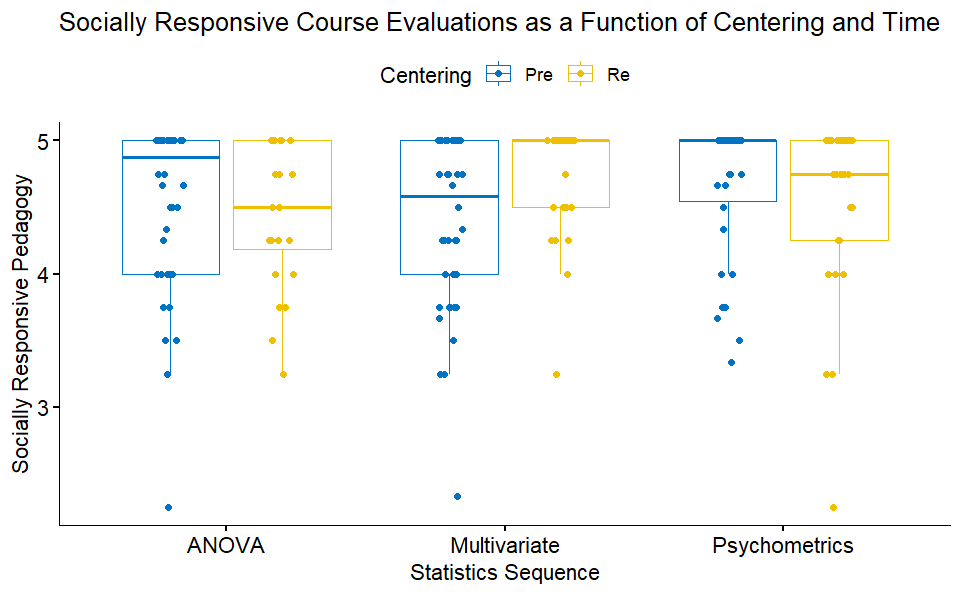 Socially Responsive Course Evaluations as a Function of Centering and Time
Centering Pre Re
Socially Responsive Pedagogy
5
4
3
ANOVA Multivariate Psychometrics
Statistics Sequence